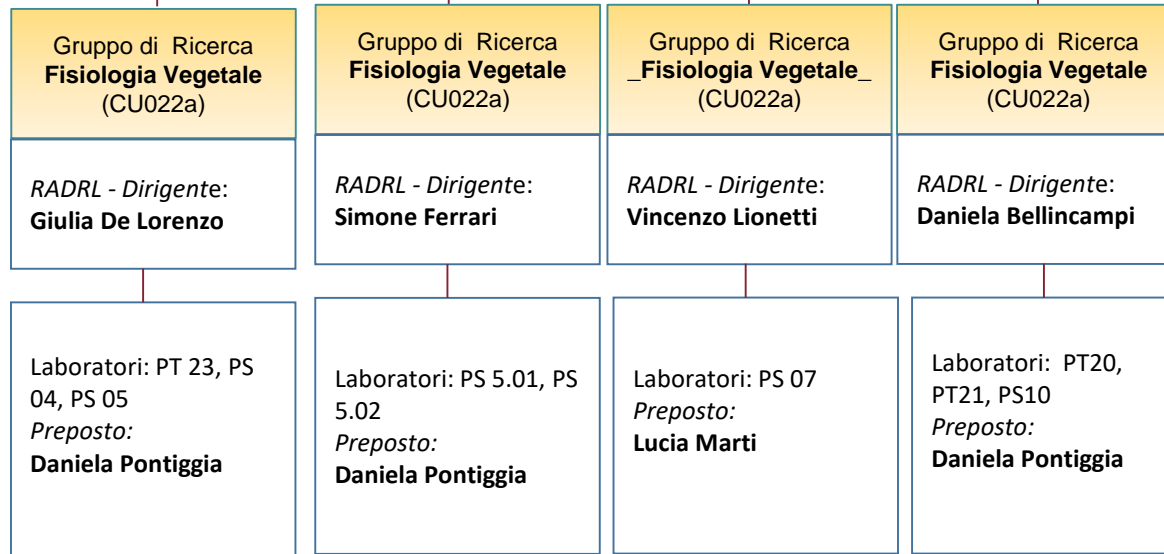 Gruppo di Ricerca
Fisiologia Vegetale
(CU022a)
RADRL - Dirigente:
Giulia De Lorenzo
Laboratori: PT 23, PS
04, PS 05
Preposto:
Daniela Pontiggia
Gruppo di Ricerca
Fisiologia Vegetale
(CU022a)
RADRL - Dirigente:
Simone Ferrari
Laboratori: PS 5.01, PS
5.02
Preposto:
Daniela Pontiggia
Gruppo di Ricerca
_Fisiologia Vegetale_
(CU022a)
RADRL - Dirigente:
Vincenzo Lionetti
Laboratori: PS 07
Preposto:
Lucia Marti
Gruppo di Ricerca
Fisiologia Vegetale
(CU022a)
RADRL - Dirigente:
Daniela Bellincampi
Laboratori: PT20,
PT21, PS10
Preposto:
Daniela Pontiggia